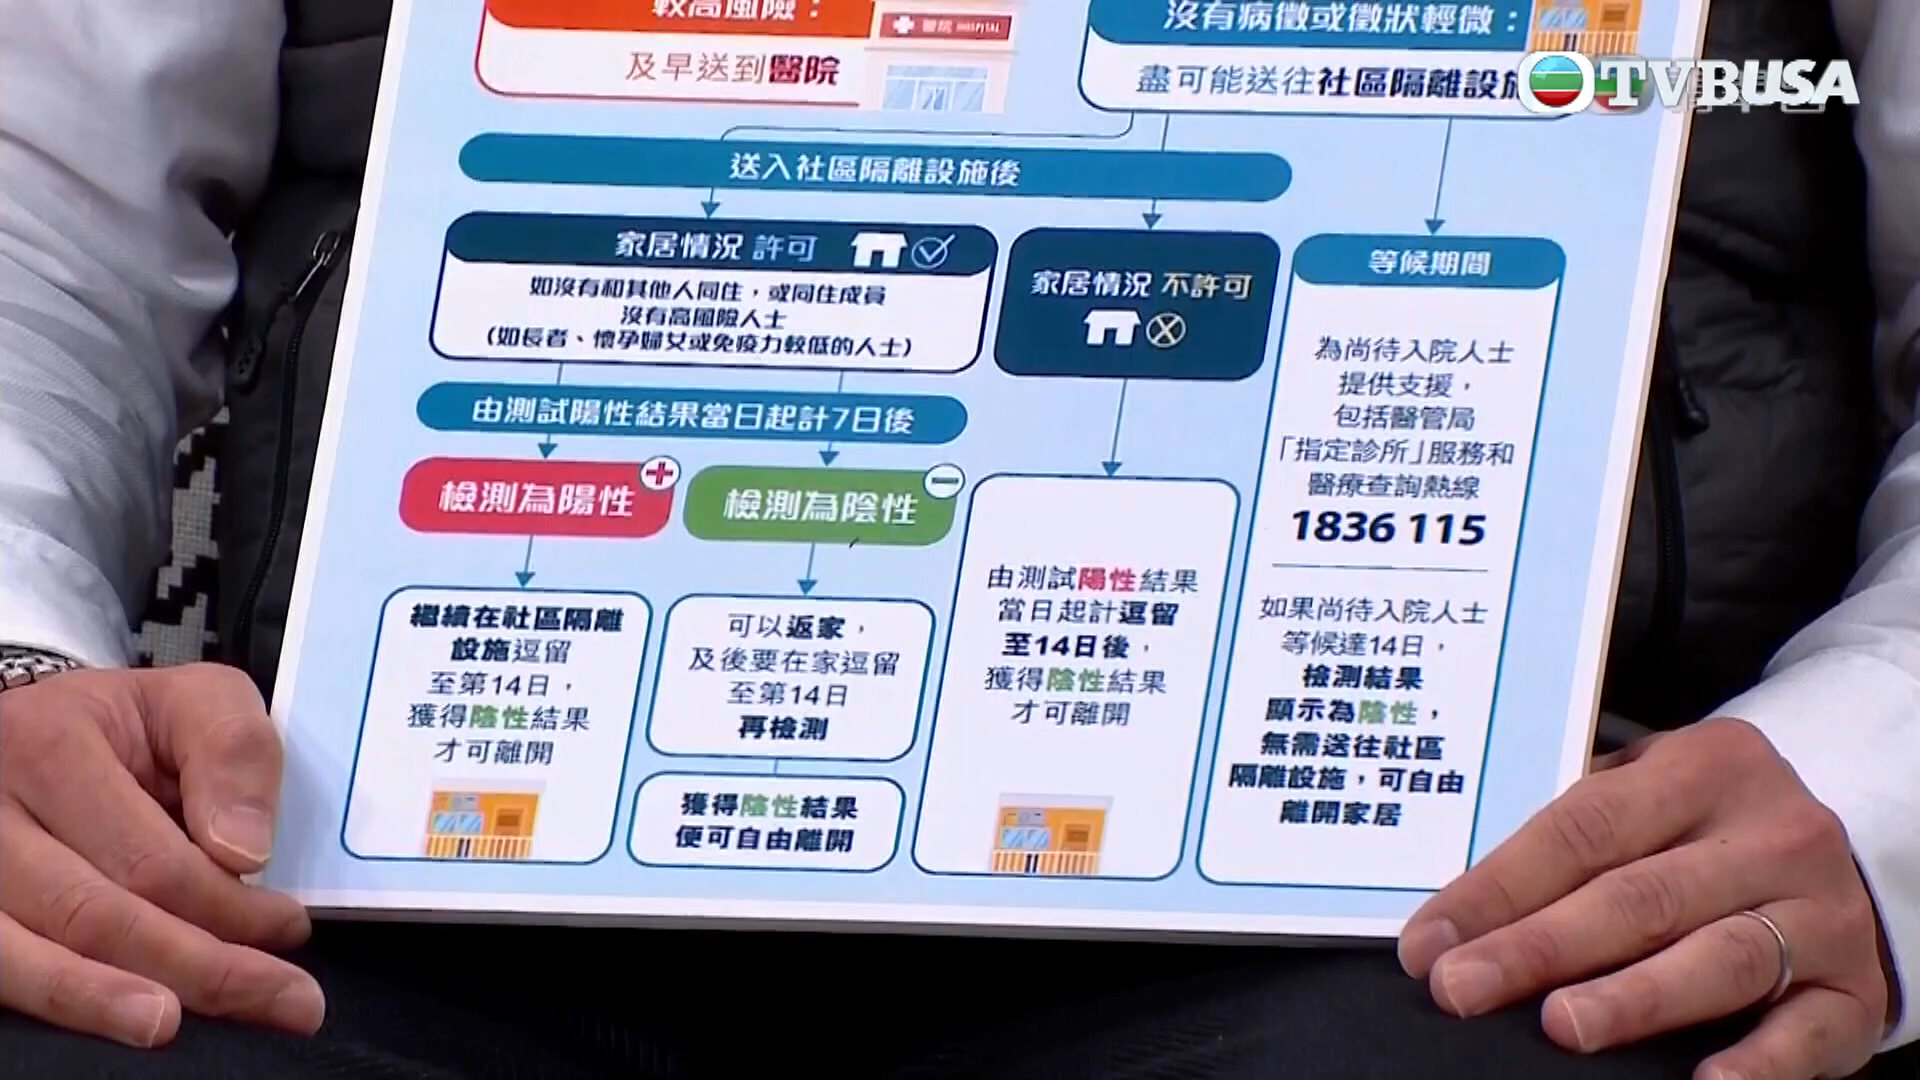 較高風險：
醫院 HOSPITAL
及早送到醫院
沒有病徵或徵狀輕微：
盡可能送往社區隔離設施
TVBUSA
送入社區隔離設施後
家居情況 許可
如沒有和其他人同住，或同住成員
沒有高風險人士
（如長者、懷孕婦女或免疫力較低的人士）
家居情況 不許可
等候期間
為尚待入院人士
提供支援，
包括醫管局
「指定診所」服務和
醫療查詢熱線
1836 115
如果尚待入院人士
等候達14日，
檢測結果
顯示為陰性，
無需送往社區
隔離設施，可自由
離開家居
由測試陽性結果當日起計7日後
檢測為陽性
檢測為陰性
繼續在社區隔離
設施逗留
至第14日，
獲得陰性結果
才可離開
可以返家，
及後要在家逗留
至第14日
再檢測
獲得陰性結果
便可自由離開
由測試陽性結果
當日起計逗留
至14日後，
獲得陰性結果
才可離開